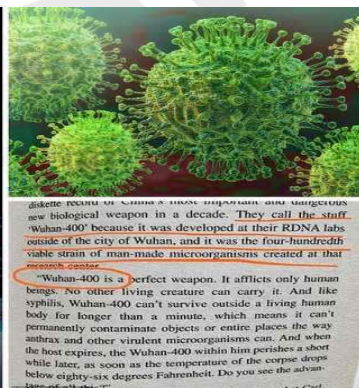 diskette record of China's most important and dangerous
new biological weapon in a decade. They call the stuff
'Wuhan-400' because it was developed at their RDNA labs
outside of the city of Wuhan, and it was the four-hundredth
viable strain of man-made microorganisms created at that
research center.
"Wuhan-400 is a perfect weapon. It afflicts only human
beings. No other living creature can carry it. And like
syphilis, Wuhan-400 can't survive outside a living human
body for longer than a minute, which means it can't
permanently contaminate objects or entire places the way
anthrax and other virulent microorganisms can. And when
the host expires, the Wuhan-400 within him perishes a short
while later, as soon as the temperature of the corpse drops
below eighty-six degrees Fahrenheit. Do you see the advan-